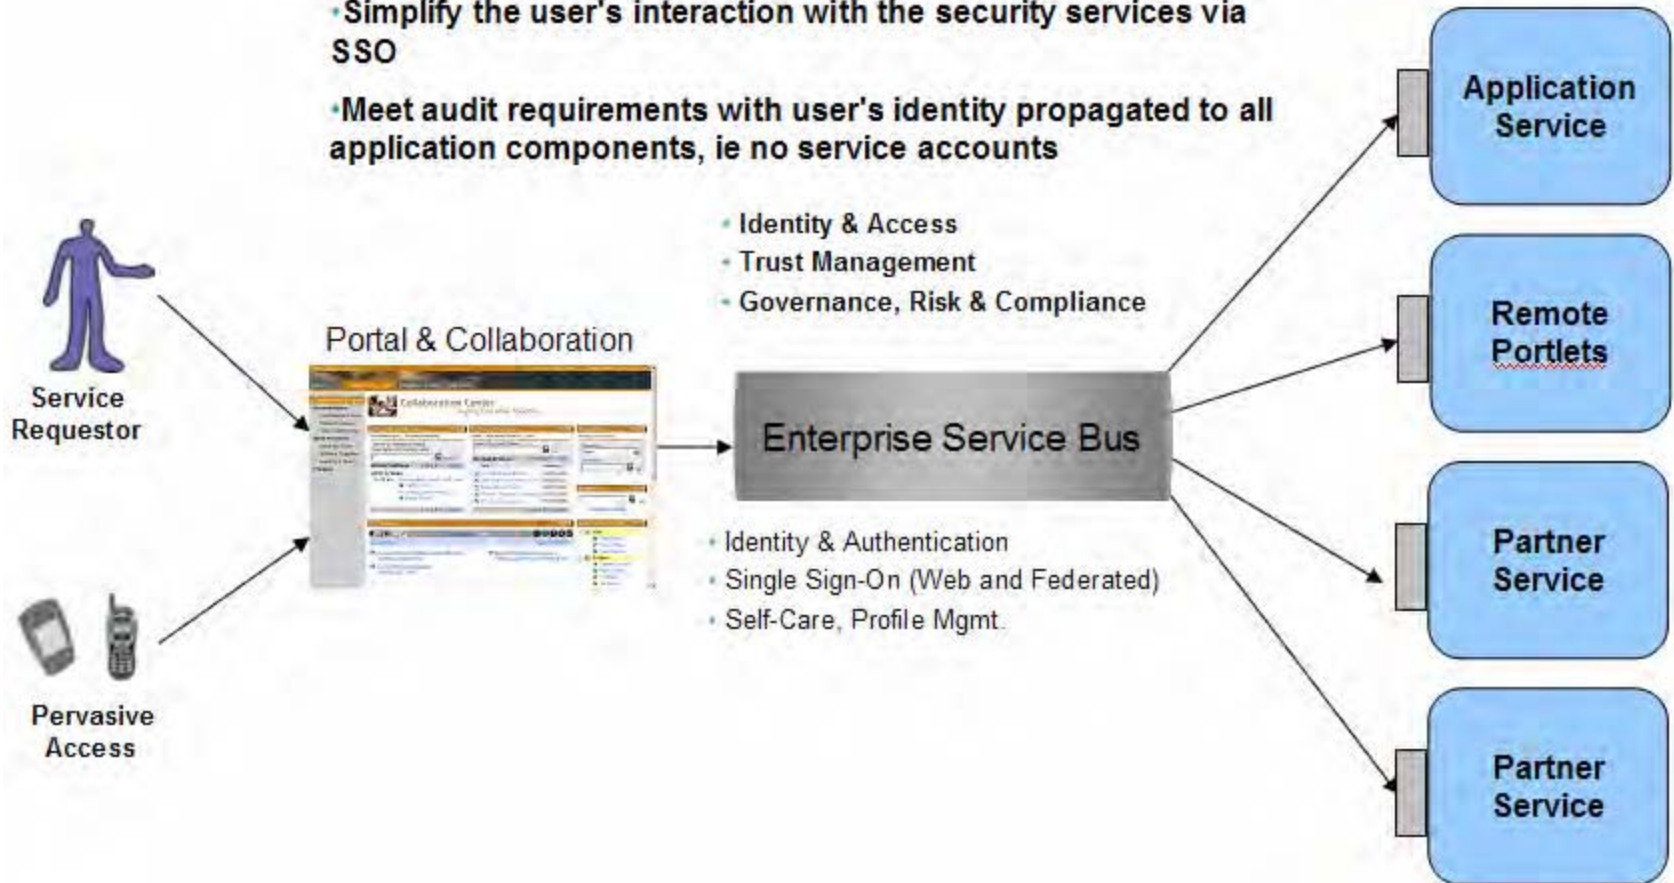 •Simplify the user's interaction with the security services via
SSO
•Meet audit requirements with user's identity propagated to all
application components, ie no service accounts
Application
Service
• Identity & Access
• Trust Management
• Governance, Risk & Compliance
Remote
Portlets
Portal & Collaboration
Service
Requestor
Collaboration Center
Enterprise Service Bus
• Identity & Authentication
• Single Sign-On (Web and Federated)
• Self-Care, Profile Mgmt.
Partner
Service
Pervasive
Access
Partner
Service